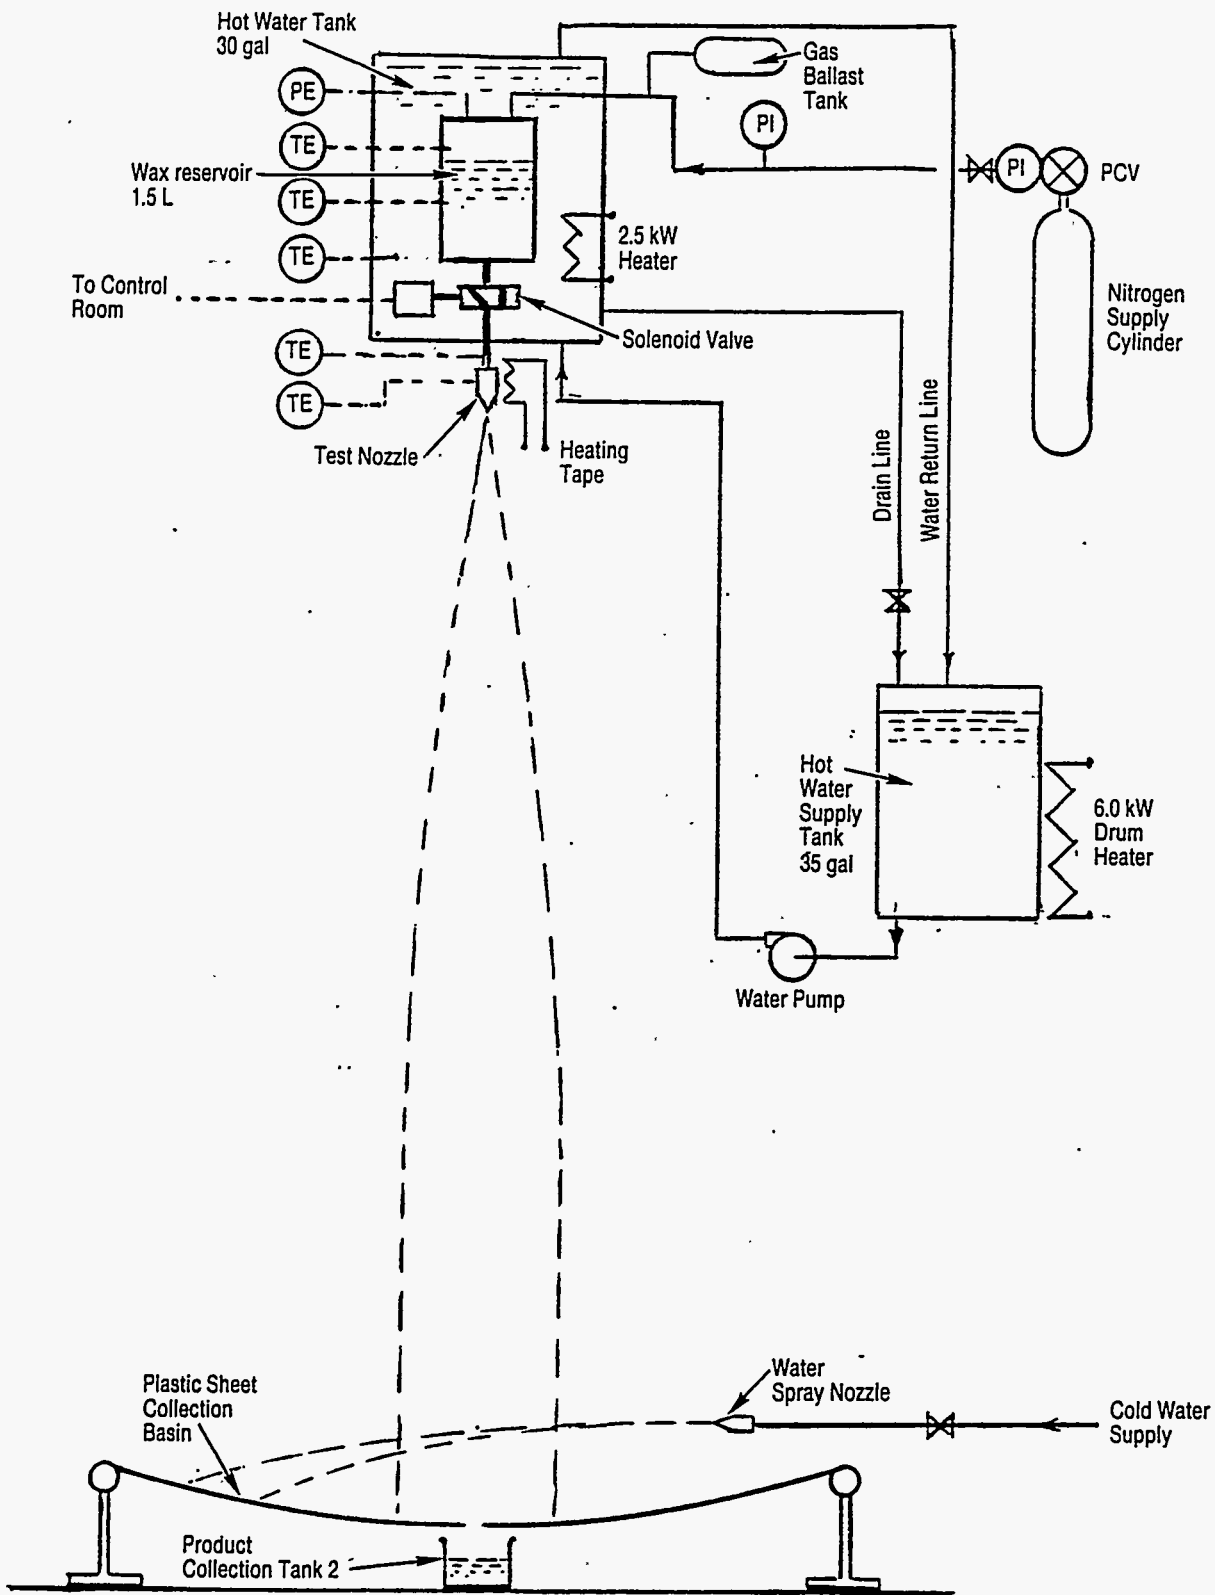 Hot Water Tank
30 gal
Gas
Ballast
Tank
PE
PI
TE
Wax reservoir
1.5 L
PI
PCV
TE
2.5 kW
Heater
TE
To Control
Room
Nitrogen
Supply
Cylinder
Solenoid Valve
TE
TE
Test Nozzle
Heating
Tape
Drain Line
Water Return Line
Hot
Water
Supply
Tank
35 gal
6.0 kW
Drum
Heater
Water Pump
Water
Spray Nozzle
Plastic Sheet
Collection
Basin
Cold Water
Supply
Product
Collection Tank 2